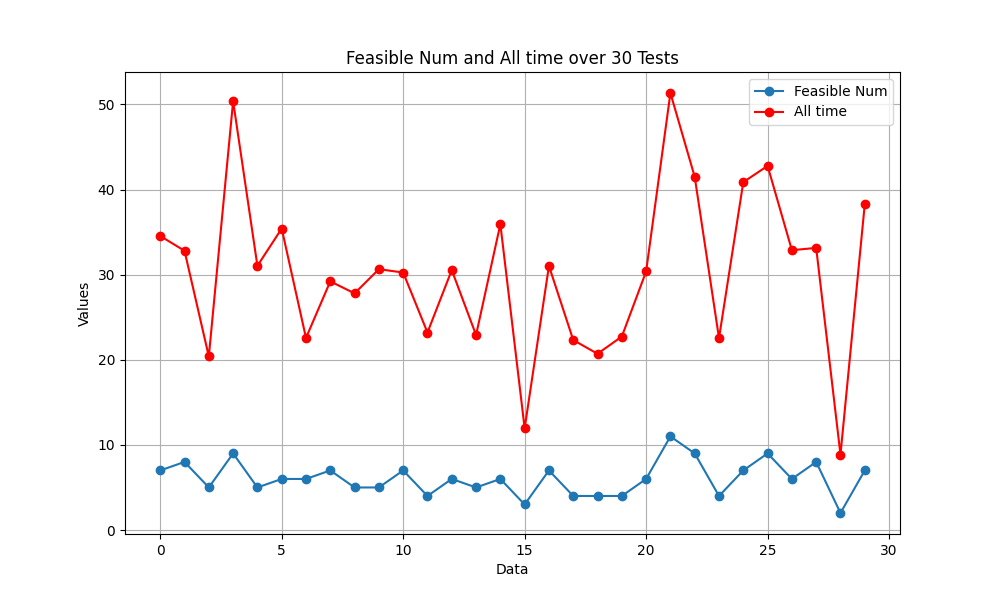 Feasible Num and All time over 30 Tests
Feasible Num
All time
Values
50
40
30
20
10
0
0 5 10 15 20 25 30
Data